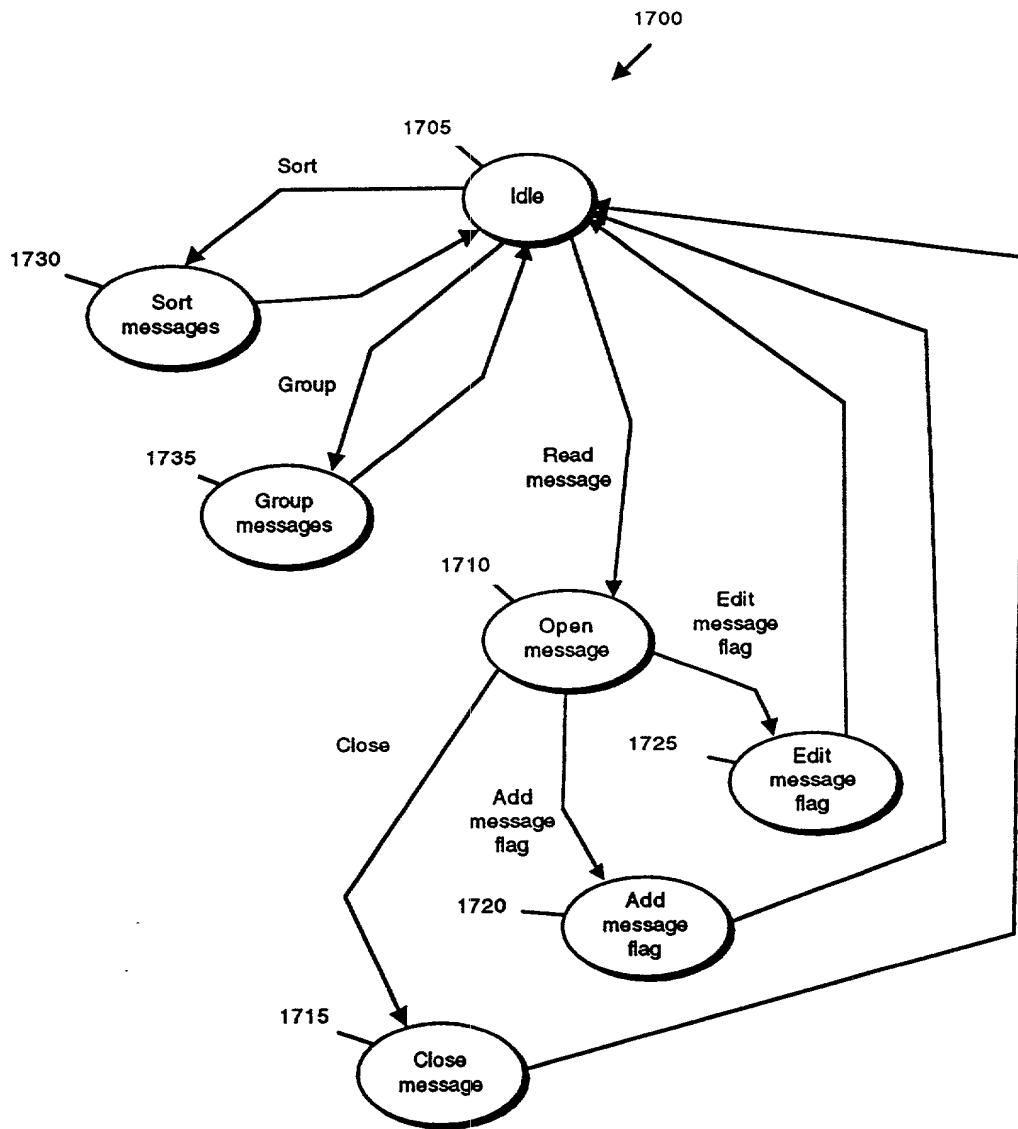 1700
1705
Idle
Sort
1730
Sort
messages
Group
1735
Group
messages
Read
message
1710
Open
message
Edit
message
flag
Close
1725
Edit
message
flag
Add
message
flag
1720
Add
message
flag
1715
Close
message